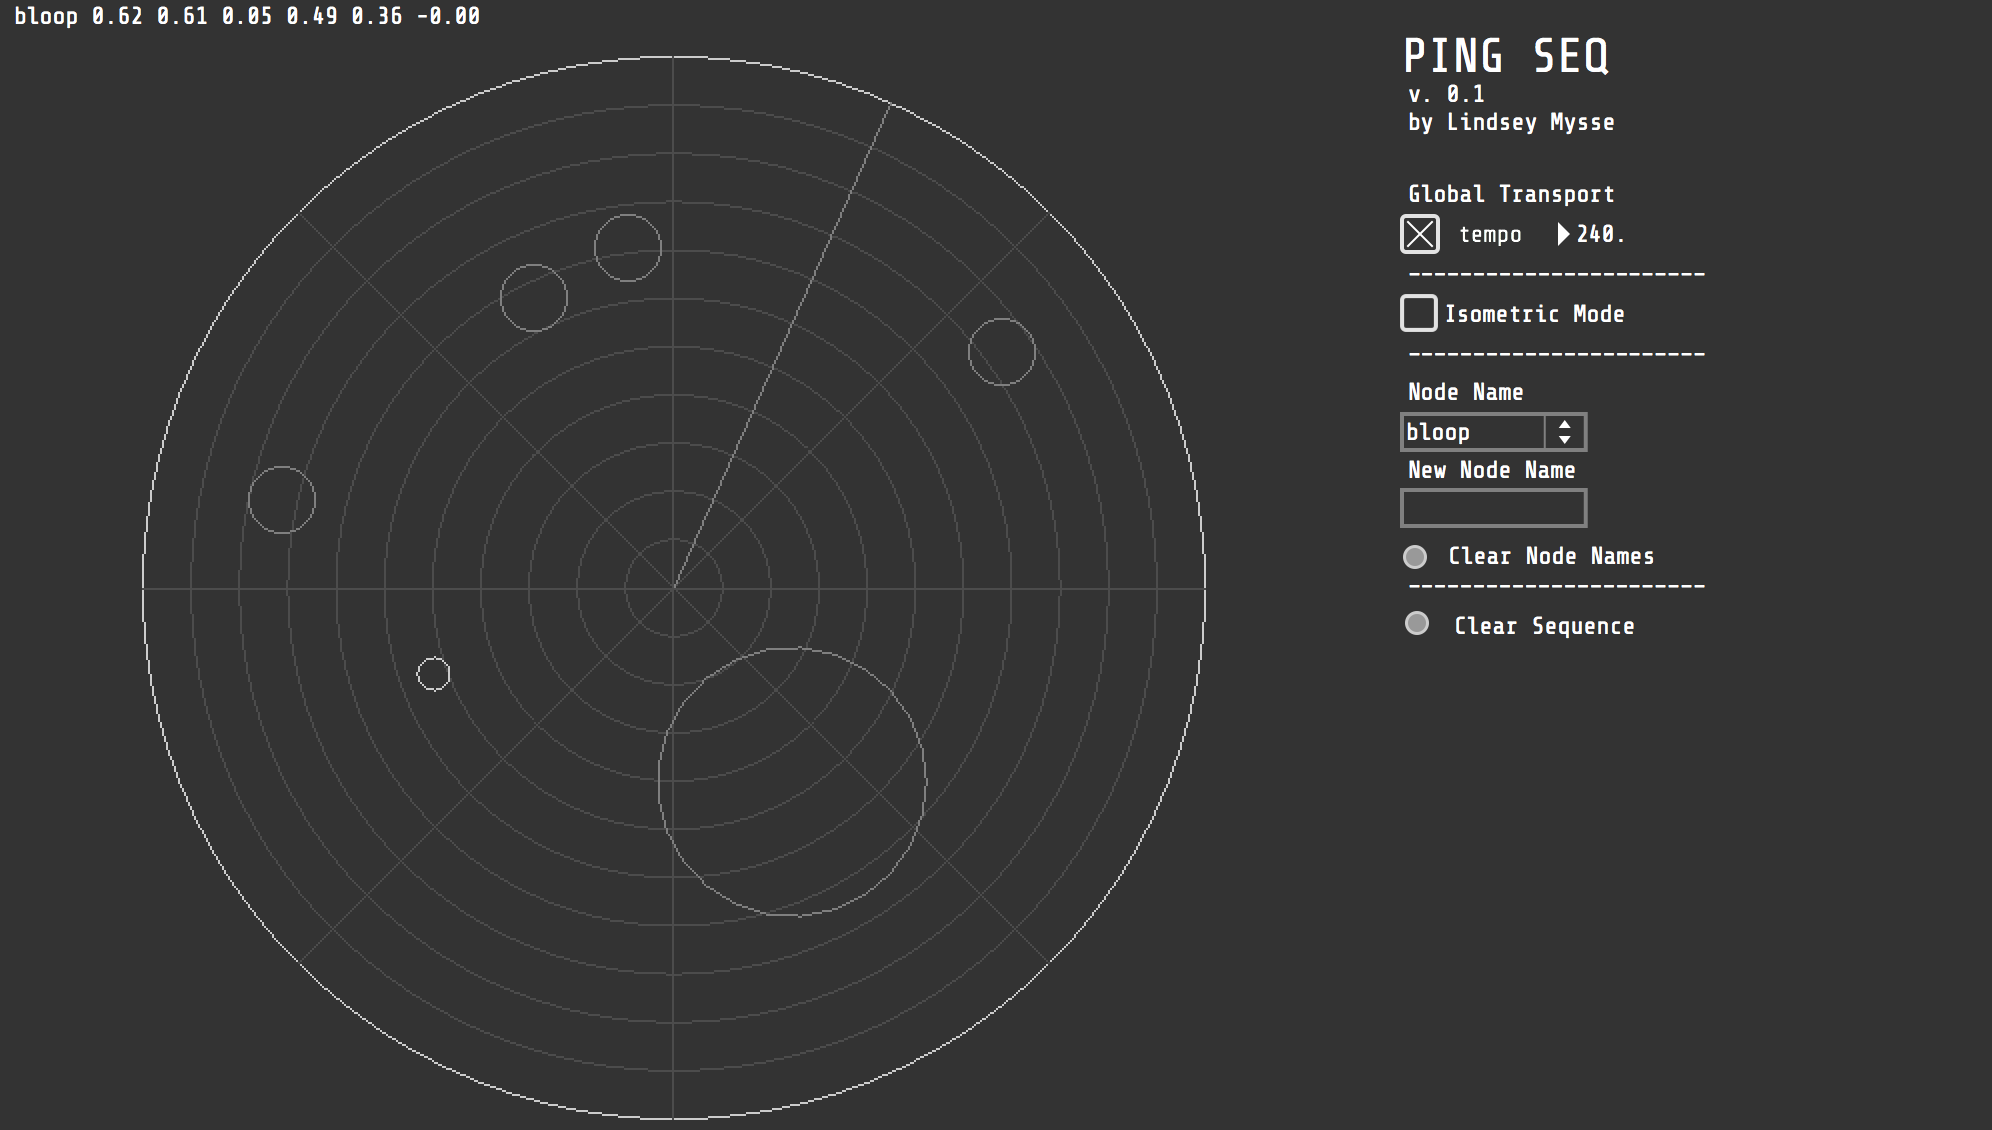 bloop 0.62 0.61 0.05 0.49 0.36 -0.00
PING SEQ
v. 0.1
by Lindsey Mysse
Global Transport
tempo 240.
-----------------------
Isometric Mode
-----------------------
Node Name
bloop
New Node Name
Clear Node Names
-----------------------
Clear Sequence